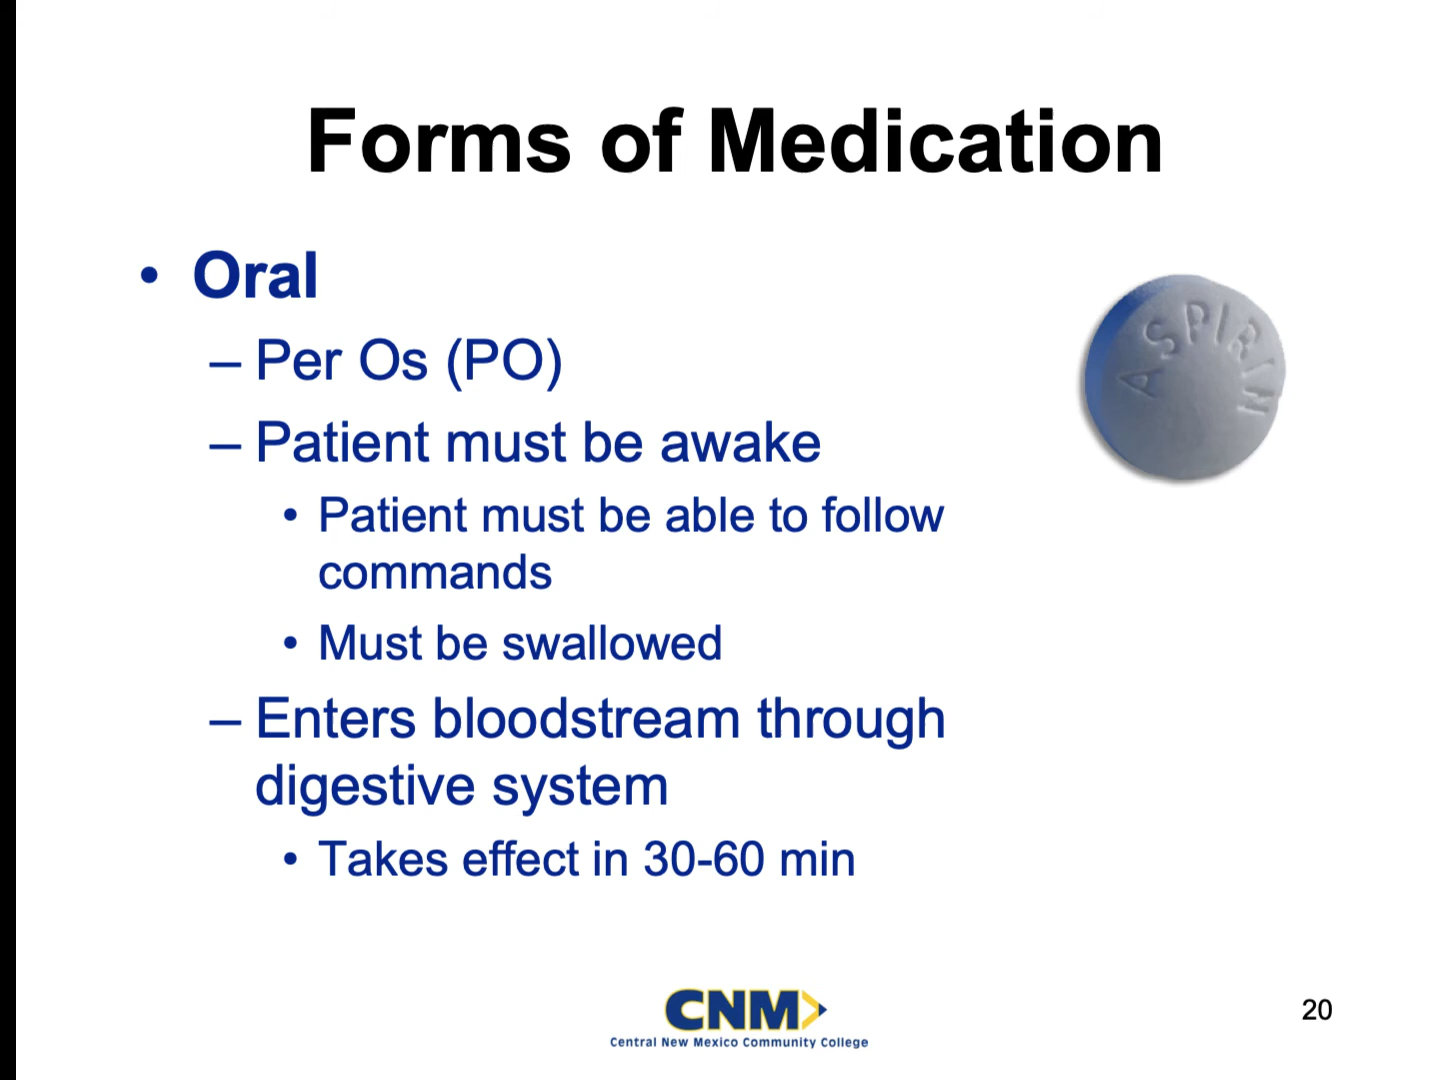 Forms of Medication
• Oral
– Per Os (PO)
– Patient must be awake
• Patient must be able to follow
commands
• Must be swallowed
– Enters bloodstream through
digestive system
• Takes effect in 30-60 min
ASPIRIN
CNM
Central New Mexico Community College
20